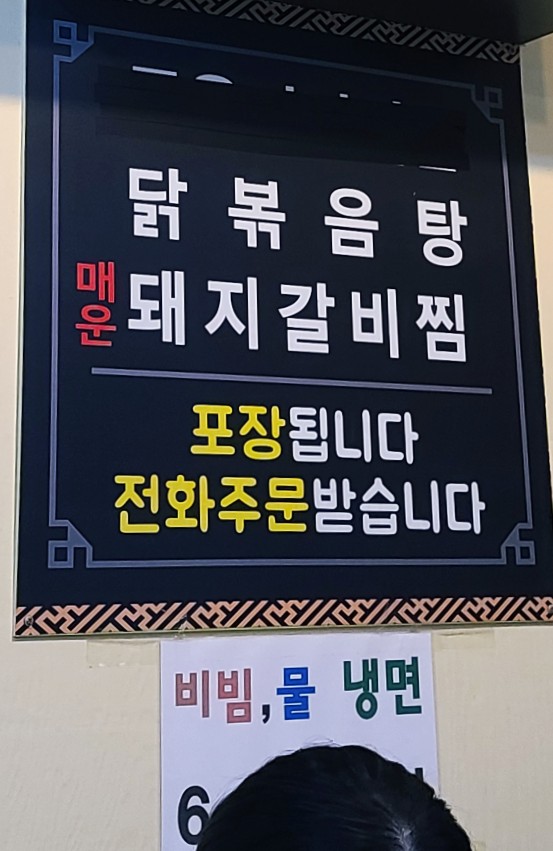 닭볶음탕
매운 돼지갈비찜
포장됩니다
전화주문받습니다
비빔,물 냉면
6